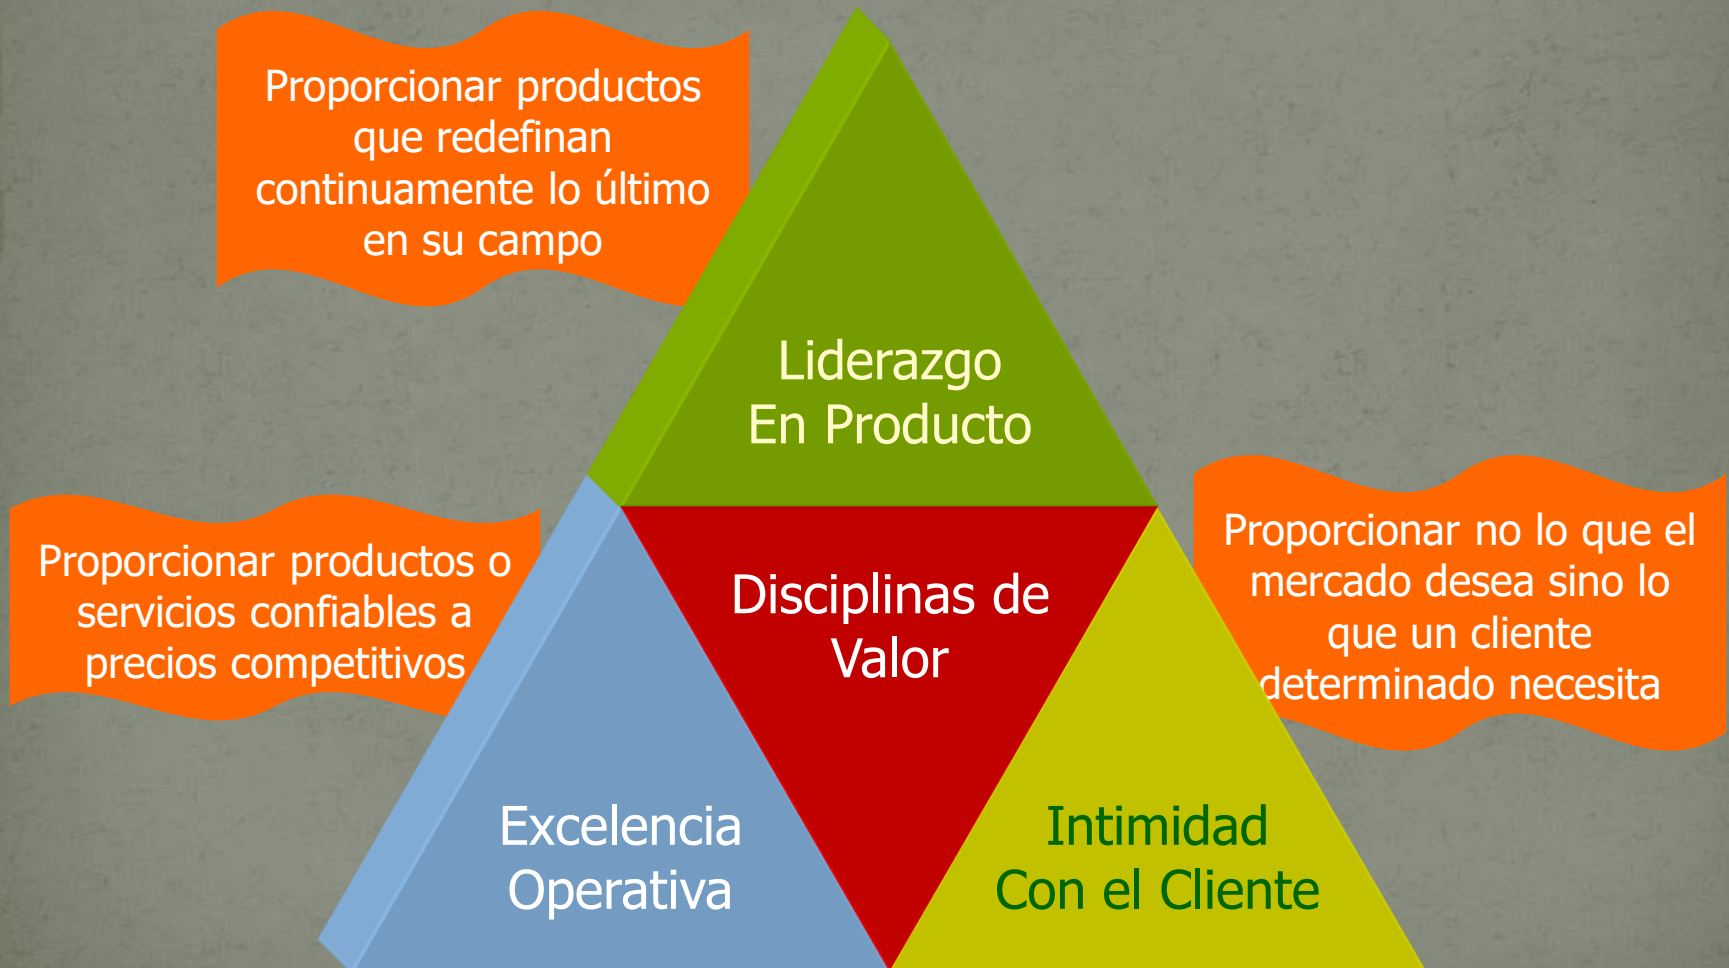 Proporcionar productos
que redefinan
continuamente lo último
en su campo
Liderazgo
En Producto
Proporcionar productos o
servicios confiables a
precios competitivos
Disciplinas de
Valor
Proporcionar no lo que el
mercado desea sino lo
que un cliente
determinado necesita
Excelencia
Operativa
Intimidad
Con el Cliente